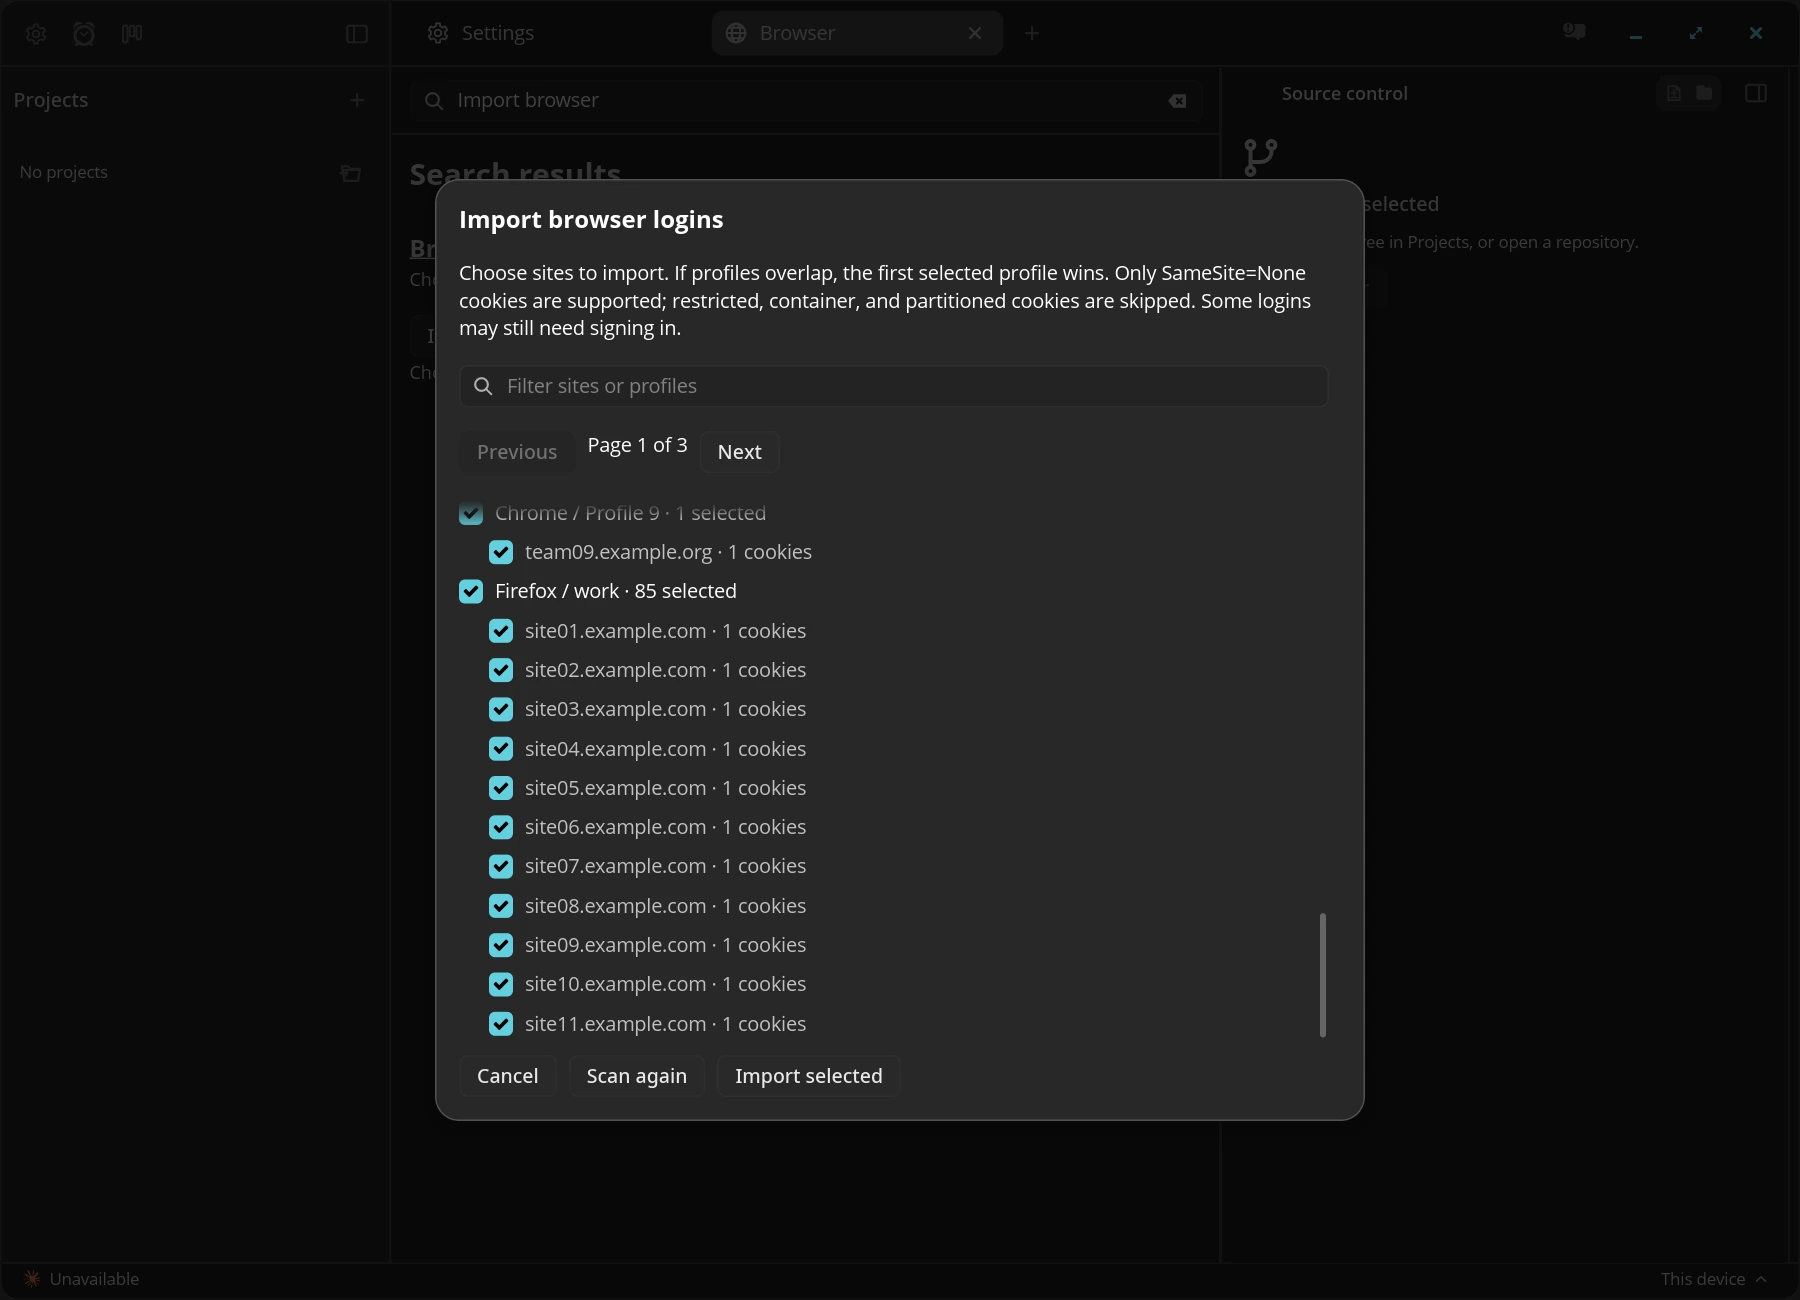 Settings
Browser
Projects
Import browser
Source control
No projects
Search results
selected
ee in Projects, or open a repository.
Import browser logins
Choose sites to import. If profiles overlap, the first selected profile wins. Only SameSite=None
cookies are supported; restricted, container, and partitioned cookies are skipped. Some logins
may still need signing in.
Filter sites or profiles
Previous
Page 1 of 3
Next
Chrome / Profile 9 · 1 selected
team09.example.org · 1 cookies
Firefox / work · 85 selected
site01.example.com · 1 cookies
site02.example.com · 1 cookies
site03.example.com · 1 cookies
site04.example.com · 1 cookies
site05.example.com · 1 cookies
site06.example.com · 1 cookies
site07.example.com · 1 cookies
site08.example.com · 1 cookies
site09.example.com · 1 cookies
site10.example.com · 1 cookies
site11.example.com · 1 cookies
Cancel
Scan again
Import selected
Unavailable
This device